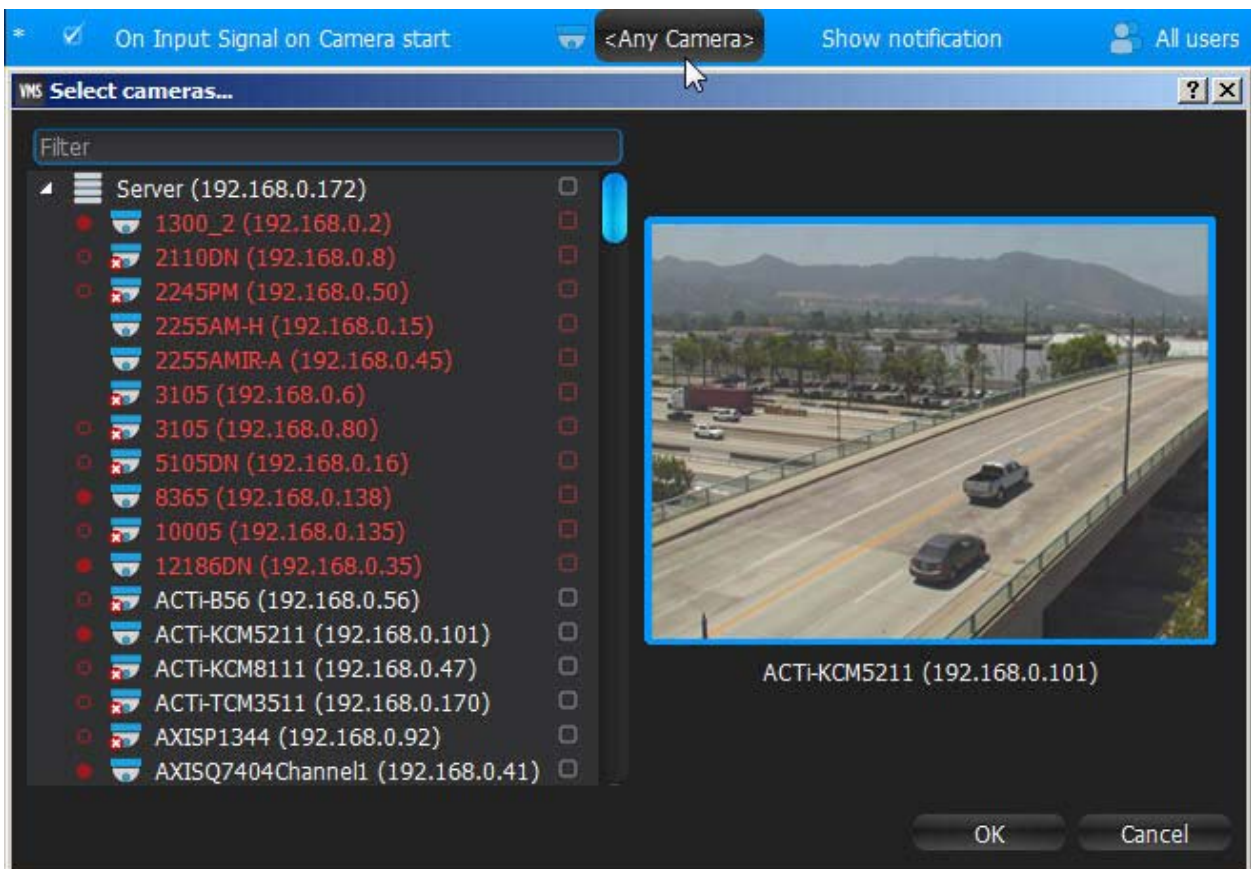 * On Input Signal on Camera start <Any Camera> Show notification All users
VMS Select cameras... ? X
Filter
Server (192.168.0.172)
1300_2 (192.168.0.2)
2110DN (192.168.0.8)
2245PM (192.168.0.50)
2255AM-H (192.168.0.15)
2255AMIR-A (192.168.0.45)
3105 (192.168.0.6)
3105 (192.168.0.80)
5105DN (192.168.0.16)
8365 (192.168.0.138)
10005 (192.168.0.135)
12186DN (192.168.0.35)
ACTi-B56 (192.168.0.56)
ACTi-KCM5211 (192.168.0.101)
ACTi-KCM8111 (192.168.0.47)
ACTi-TCM3511 (192.168.0.170)
AXISP1344 (192.168.0.92)
AXISQ7404Channel1 (192.168.0.41)
ACTi-KCM5211 (192.168.0.101)
OK Cancel